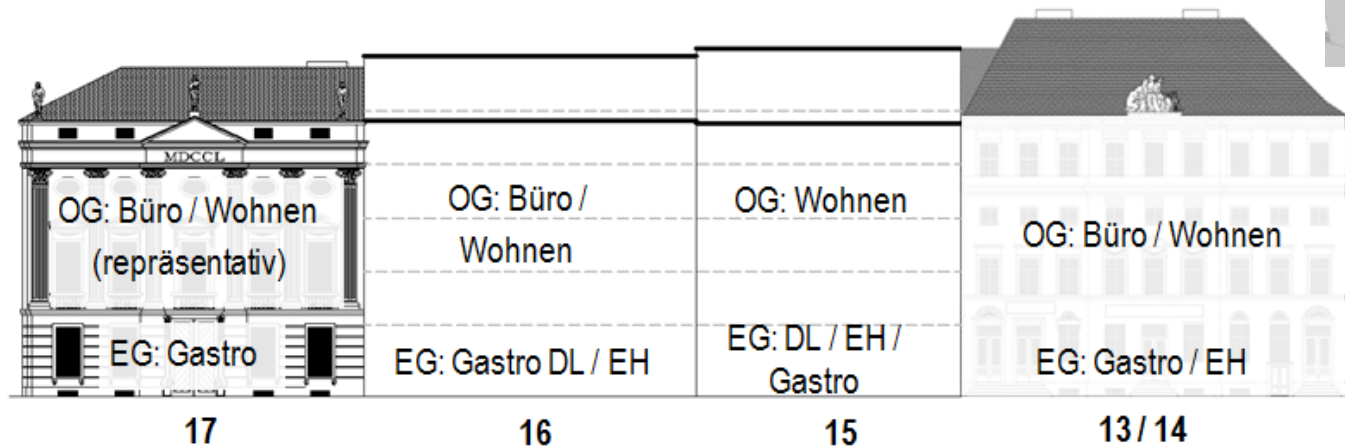 MDCCL
OG: Büro / Wohnen
(repräsentativ)
EG: Gastro
17
OG: Büro /
Wohnen
EG: Gastro DL / EH
16
OG: Wohnen
EG: DL / EH /
Gastro
15
OG: Büro / Wohnen
EG: Gastro / EH
13 / 14